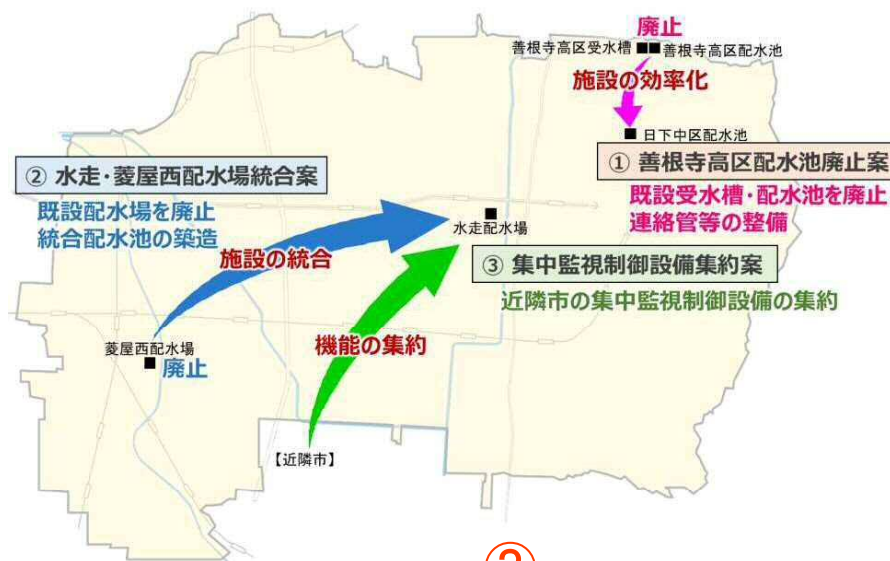 廃止
善根寺高区受水槽
善根寺高区配水池
施設の効率化
日下中区配水池
① 善根寺高区配水池廃止案
既設受水槽・配水池を廃止
連絡管等の整備
② 水走・菱屋西配水場統合案
既設配水場を廃止
統合配水池の築造
施設の統合
水走配水場
③ 集中監視制御設備集約案
近隣市の集中監視制御設備の集約
機能の集約
菱屋西配水場
廃止
【近隣市】